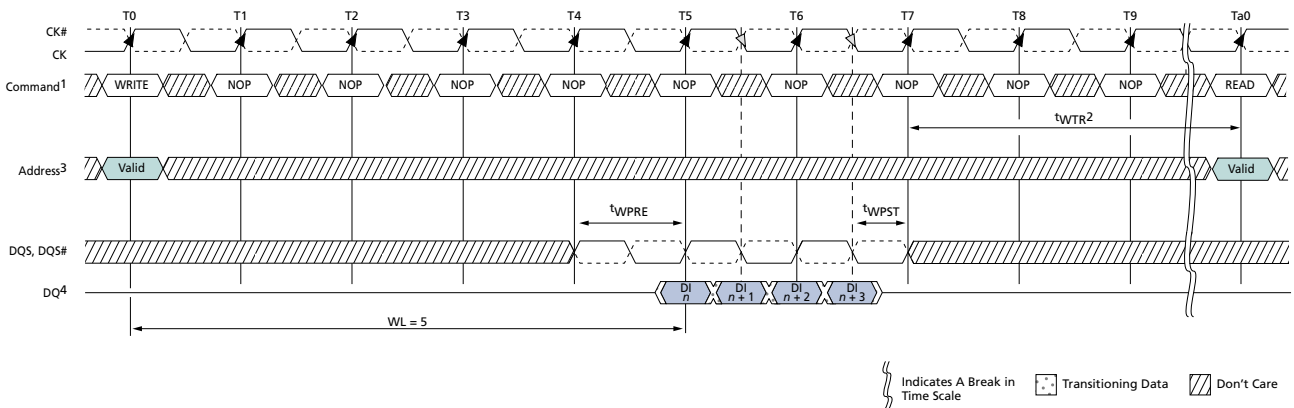 T0 T1 T2 T3 T4 T5 T6 T7 T8 T9 Ta0
CK#
CK
Command1 WRITE NOP NOP NOP NOP NOP NOP NOP NOP NOP READ
tWTR2
Address3 Valid Valid
tWPRE tWPST
DQS, DQS#
DQ4 DI n DI n + 1 DI n + 2 DI n + 3
WL = 5
Indicates A Break in
Time Scale
Transitioning Data
Don't Care